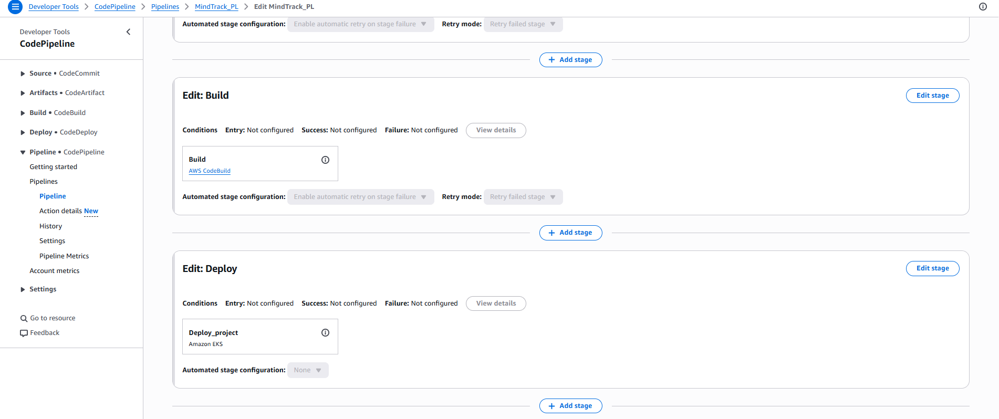 Developer Tools > CodePipeline > Pipelines > MindTrack_PL > Edit MindTrack_PL
Developer Tools
CodePipeline
Source • CodeCommit
Artifacts • CodeArtifact
Build • CodeBuild
Deploy • CodeDeploy
Pipeline • CodePipeline
Getting started
Pipelines
Pipeline
Action details New
History
Settings
Pipeline Metrics
Account metrics
Settings
Go to resource
Feedback
Automated stage configuration: Enable automatic retry on stage failure Retry mode: Retry failed stage
+ Add stage
Edit: Build
Edit stage
Conditions Entry: Not configured Success: Not configured Failure: Not configured View details
Build
AWS CodeBuild
Automated stage configuration: Enable automatic retry on stage failure Retry mode: Retry failed stage
+ Add stage
Edit: Deploy
Edit stage
Conditions Entry: Not configured Success: Not configured Failure: Not configured View details
Deploy_project
Amazon EKS
Automated stage configuration: None
+ Add stage